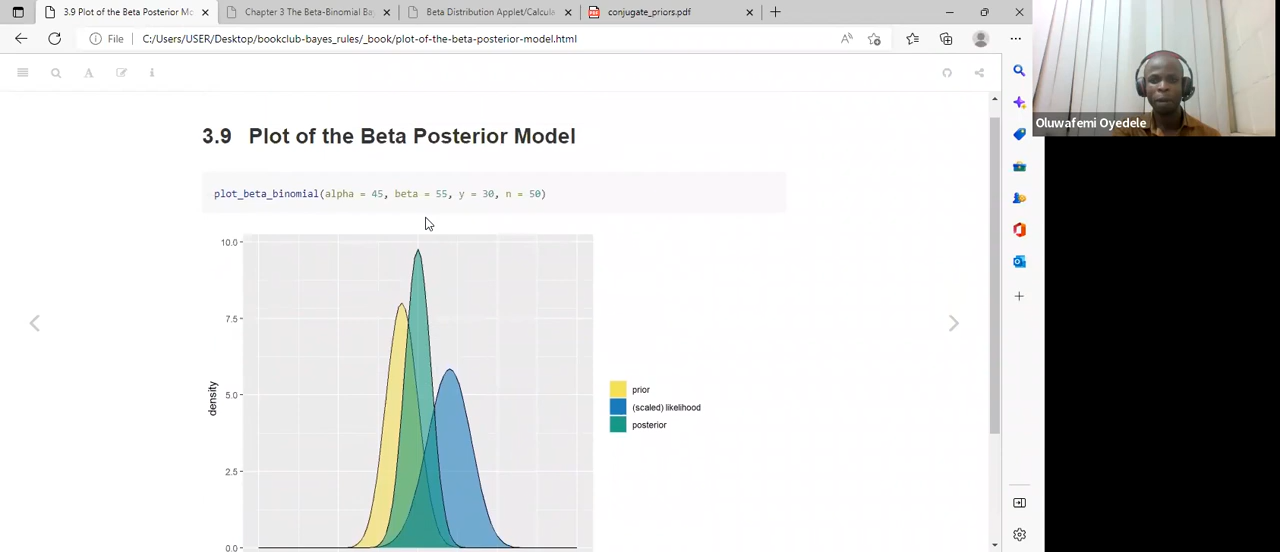 3.9 Plot of the Beta Posterior Mo
Chapter 3 The Beta-Binomial Ba
Beta Distribution Applet/Calcula
conjugate_priors.pdf
File
C:/Users/USER/Desktop/bookclub-bayes_rules/_book/plot-of-the-beta-posterior-model.html
Oluwafemi Oyedele
3.9 Plot of the Beta Posterior Model
plot_beta_binomial(alpha = 45, beta = 55, y = 30, n = 50)
10.0
7.5
5.0
2.5
0.0
density
prior
(scaled) likelihood
posterior